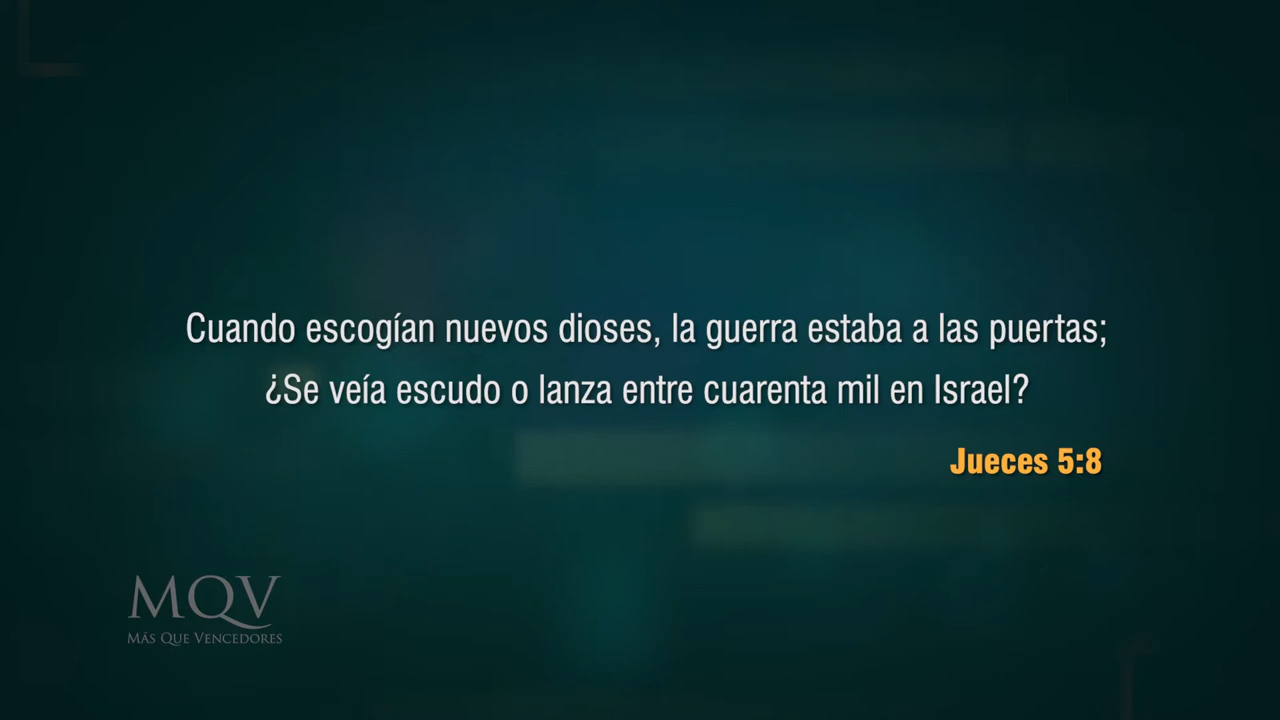 Cuando escogían nuevos dioses, la guerra estaba a las puertas;
¿Se veía escudo o lanza entre cuarenta mil en Israel?
Jueces 5:8
MQV
MÁS QUE VENCEDORES